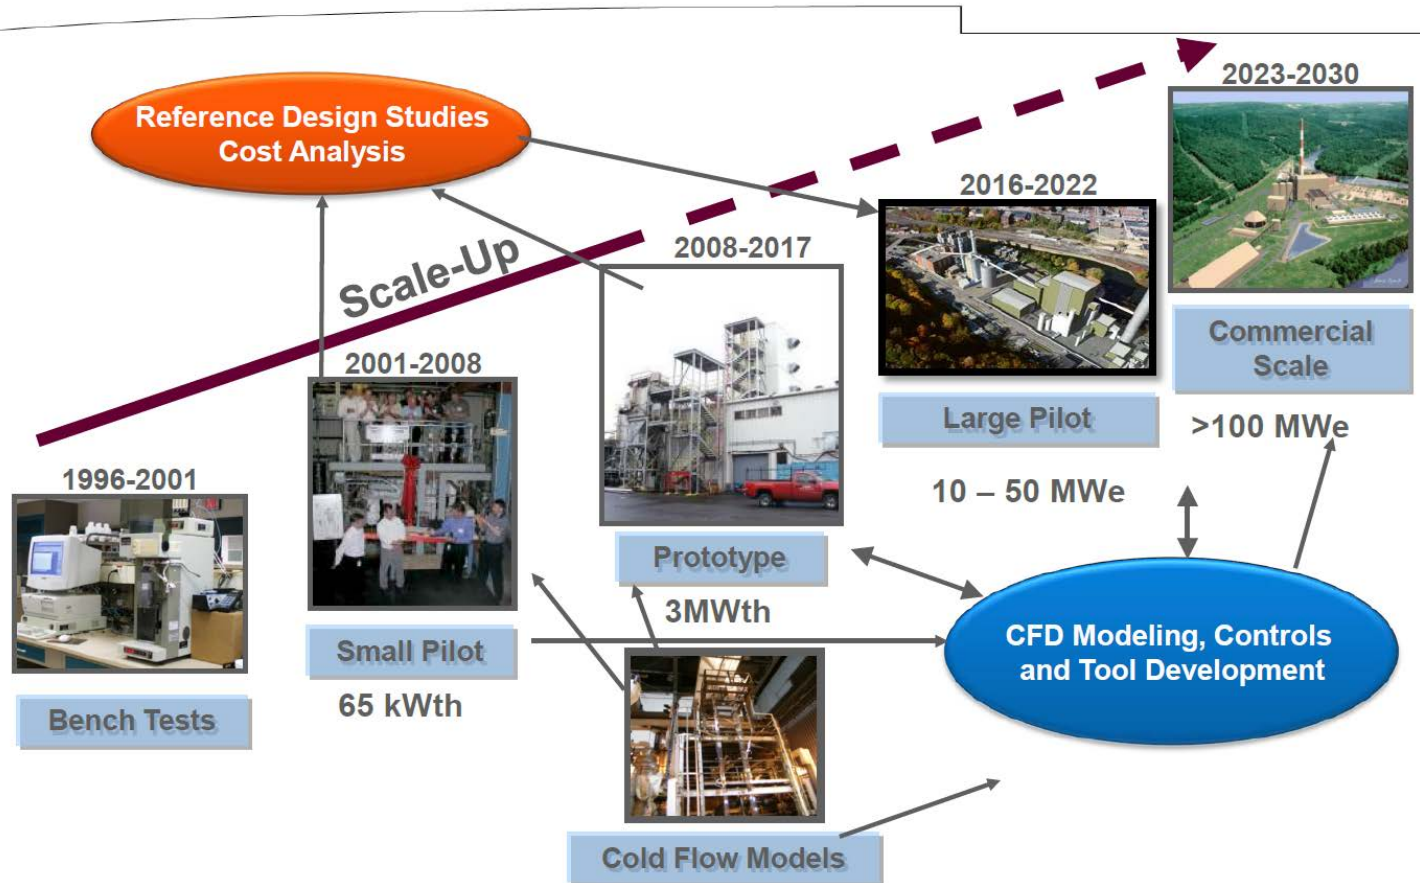 Reference Design Studies
Cost Analysis
Scale-Up
2023-2030
Commercial
Scale
>100 MWe
2016-2022
Large Pilot
10 – 50 MWe
2008-2017
Prototype
3MWth
2001-2008
Small Pilot
65 kWth
1996-2001
Bench Tests
CFD Modeling, Controls
and Tool Development
Cold Flow Models